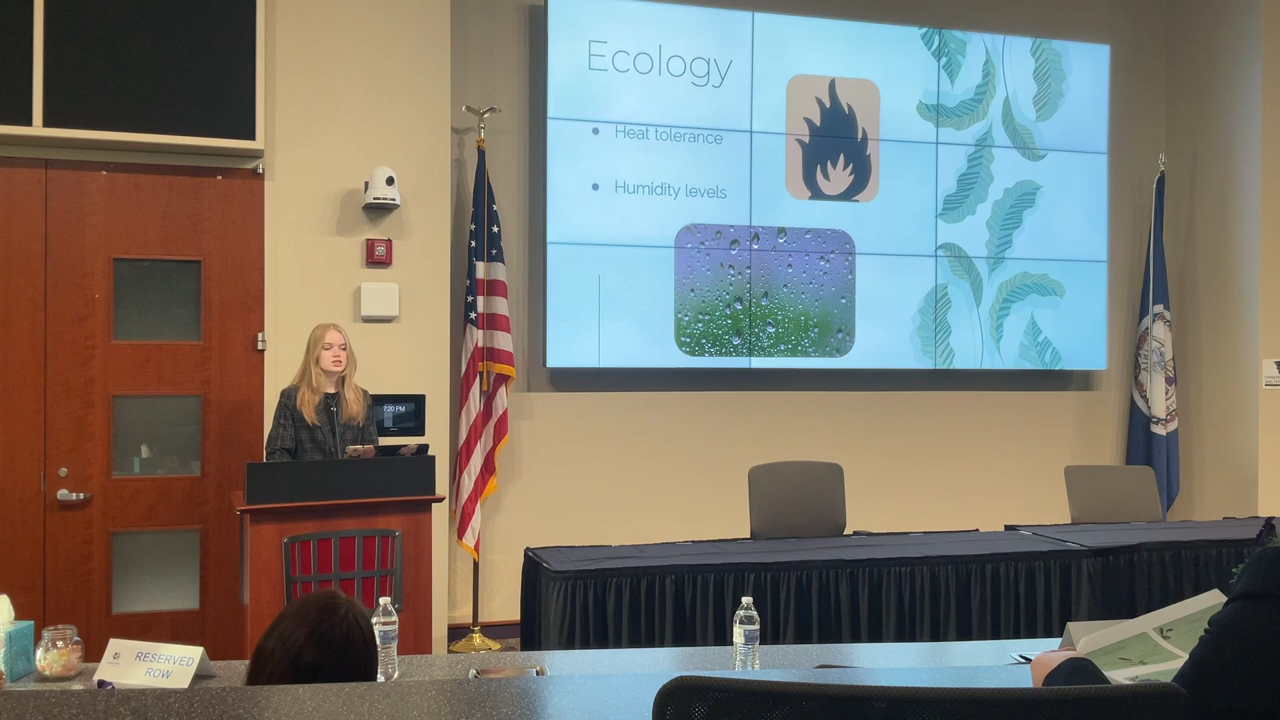 Ecology
• Heat tolerance
• Humidity levels
7:20 PM
RESERVED
ROW